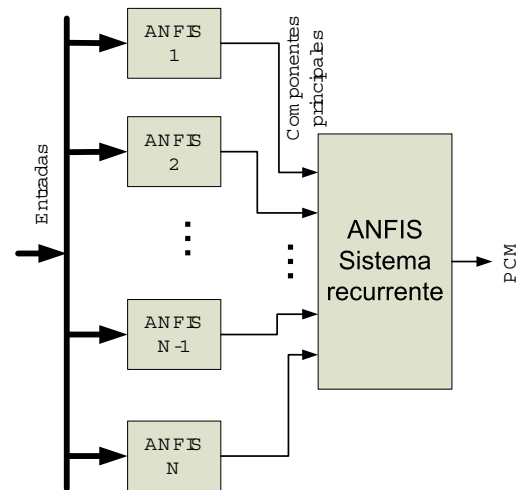 Entradas
ANFIS
1
ANFIS
2
ANFIS
N-1
ANFIS
N
Componentes
principales
ANFIS
Sistema
recurrente
PCM